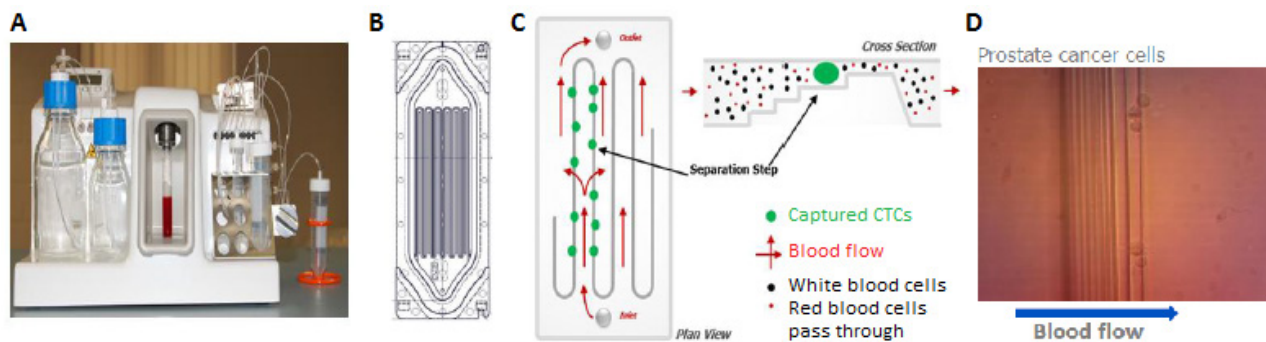 A
B
C
D
Outlet
Cross Section
Prostate cancer cells
Separation Step
Captured CTCs
Blood flow
White blood cells
Red blood cells
pass through
Inlet
Plan View
Blood flow